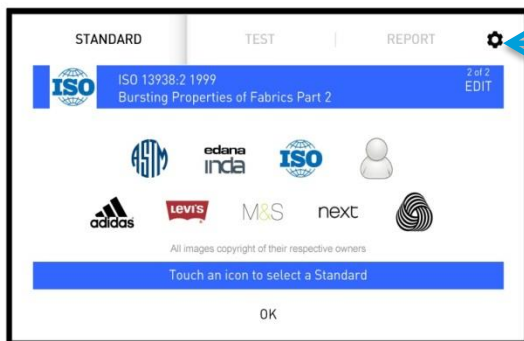 STANDARD TEST REPORT
ISO ISO 13938:2 1999 2 of 2
Bursting Properties of Fabrics Part 2 EDIT
ASTM edana inda ISO
adidas LEVI'S M&S next
All images copyright of their respective owners
Touch an icon to select a Standard
OK